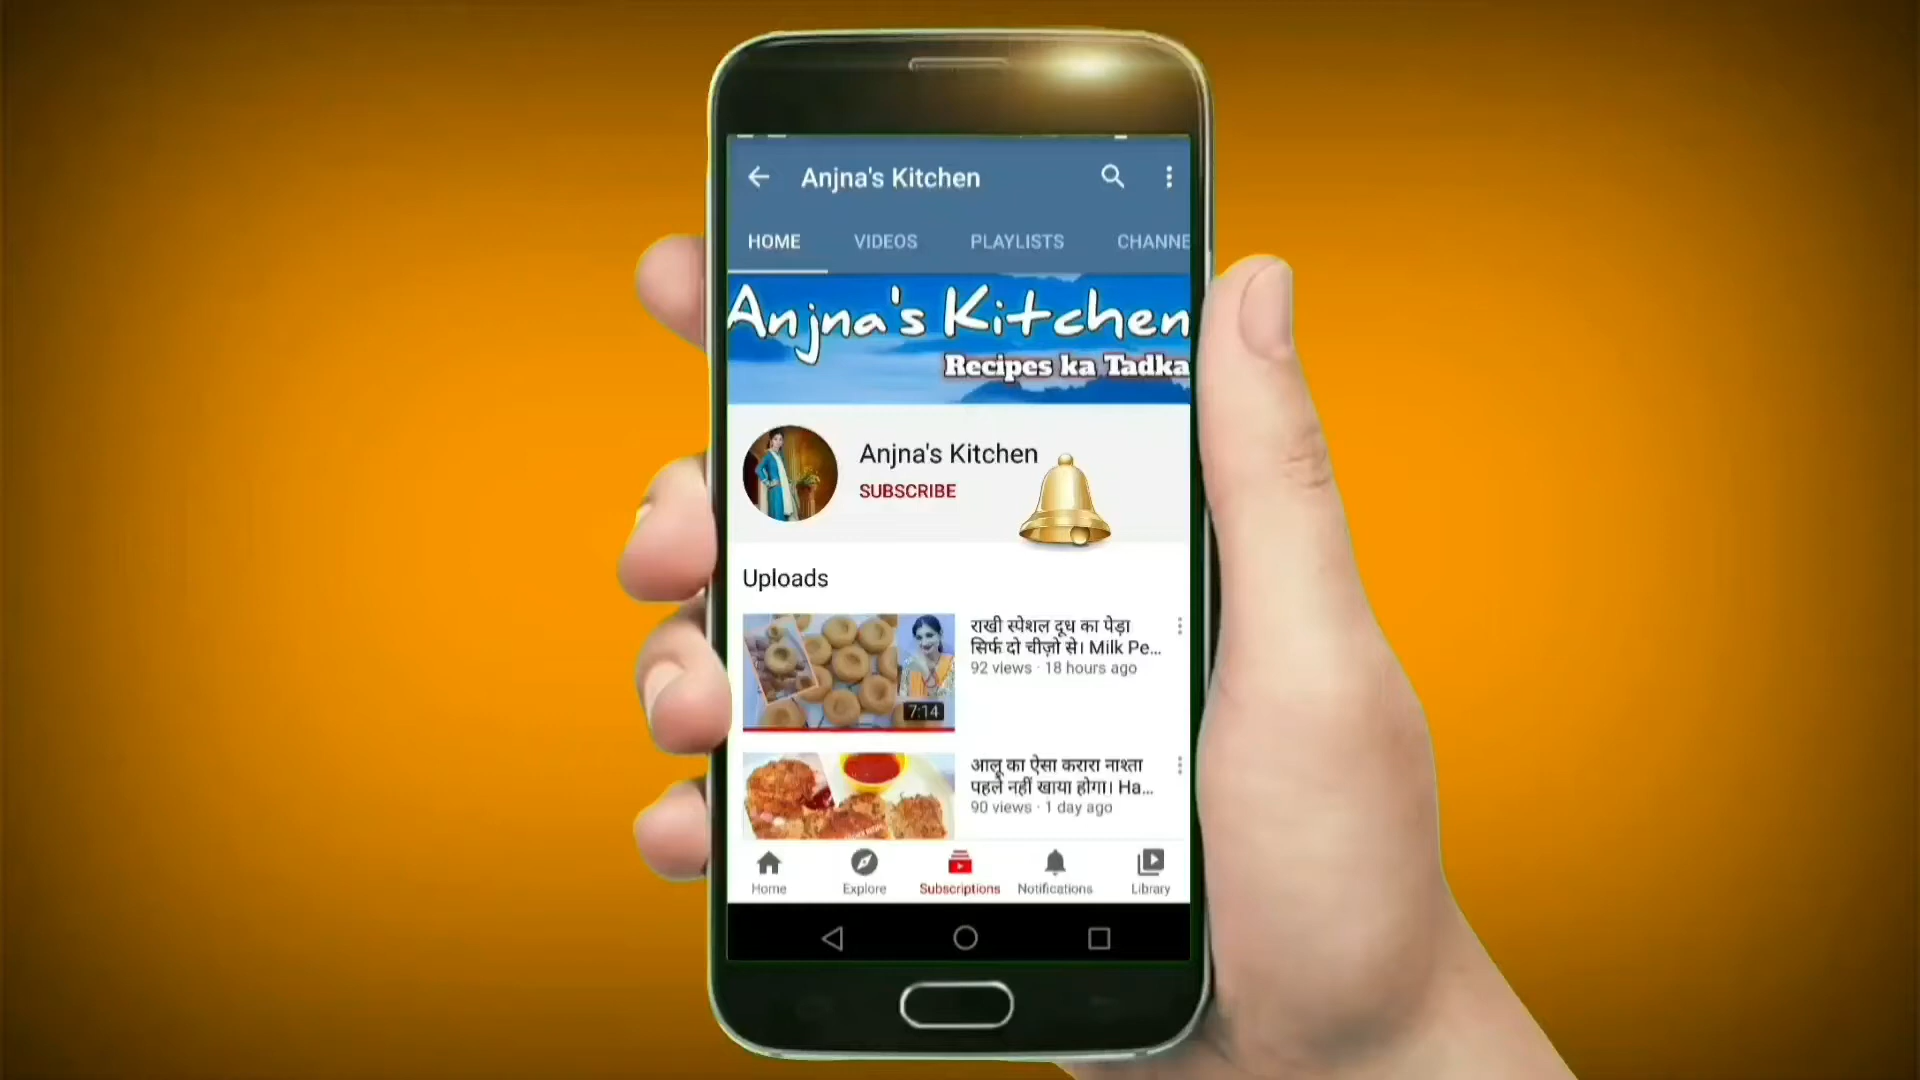 Anjna's Kitchen
HOME VIDEOS PLAYLISTS CHANNE
Anjna's Kitchen
Recipes ka Tadka
Anjna's Kitchen
SUBSCRIBE
Uploads
राखी स्पेशल दूध का पेड़ा
सिर्फ दो चीज़ो से। Milk Pe...
92 views · 18 hours ago
7:14
आलू का ऐसा करारा नाश्ता
पहले नहीं खाया होगा। Ha...
90 views · 1 day ago
Home Explore Subscriptions Notifications Library